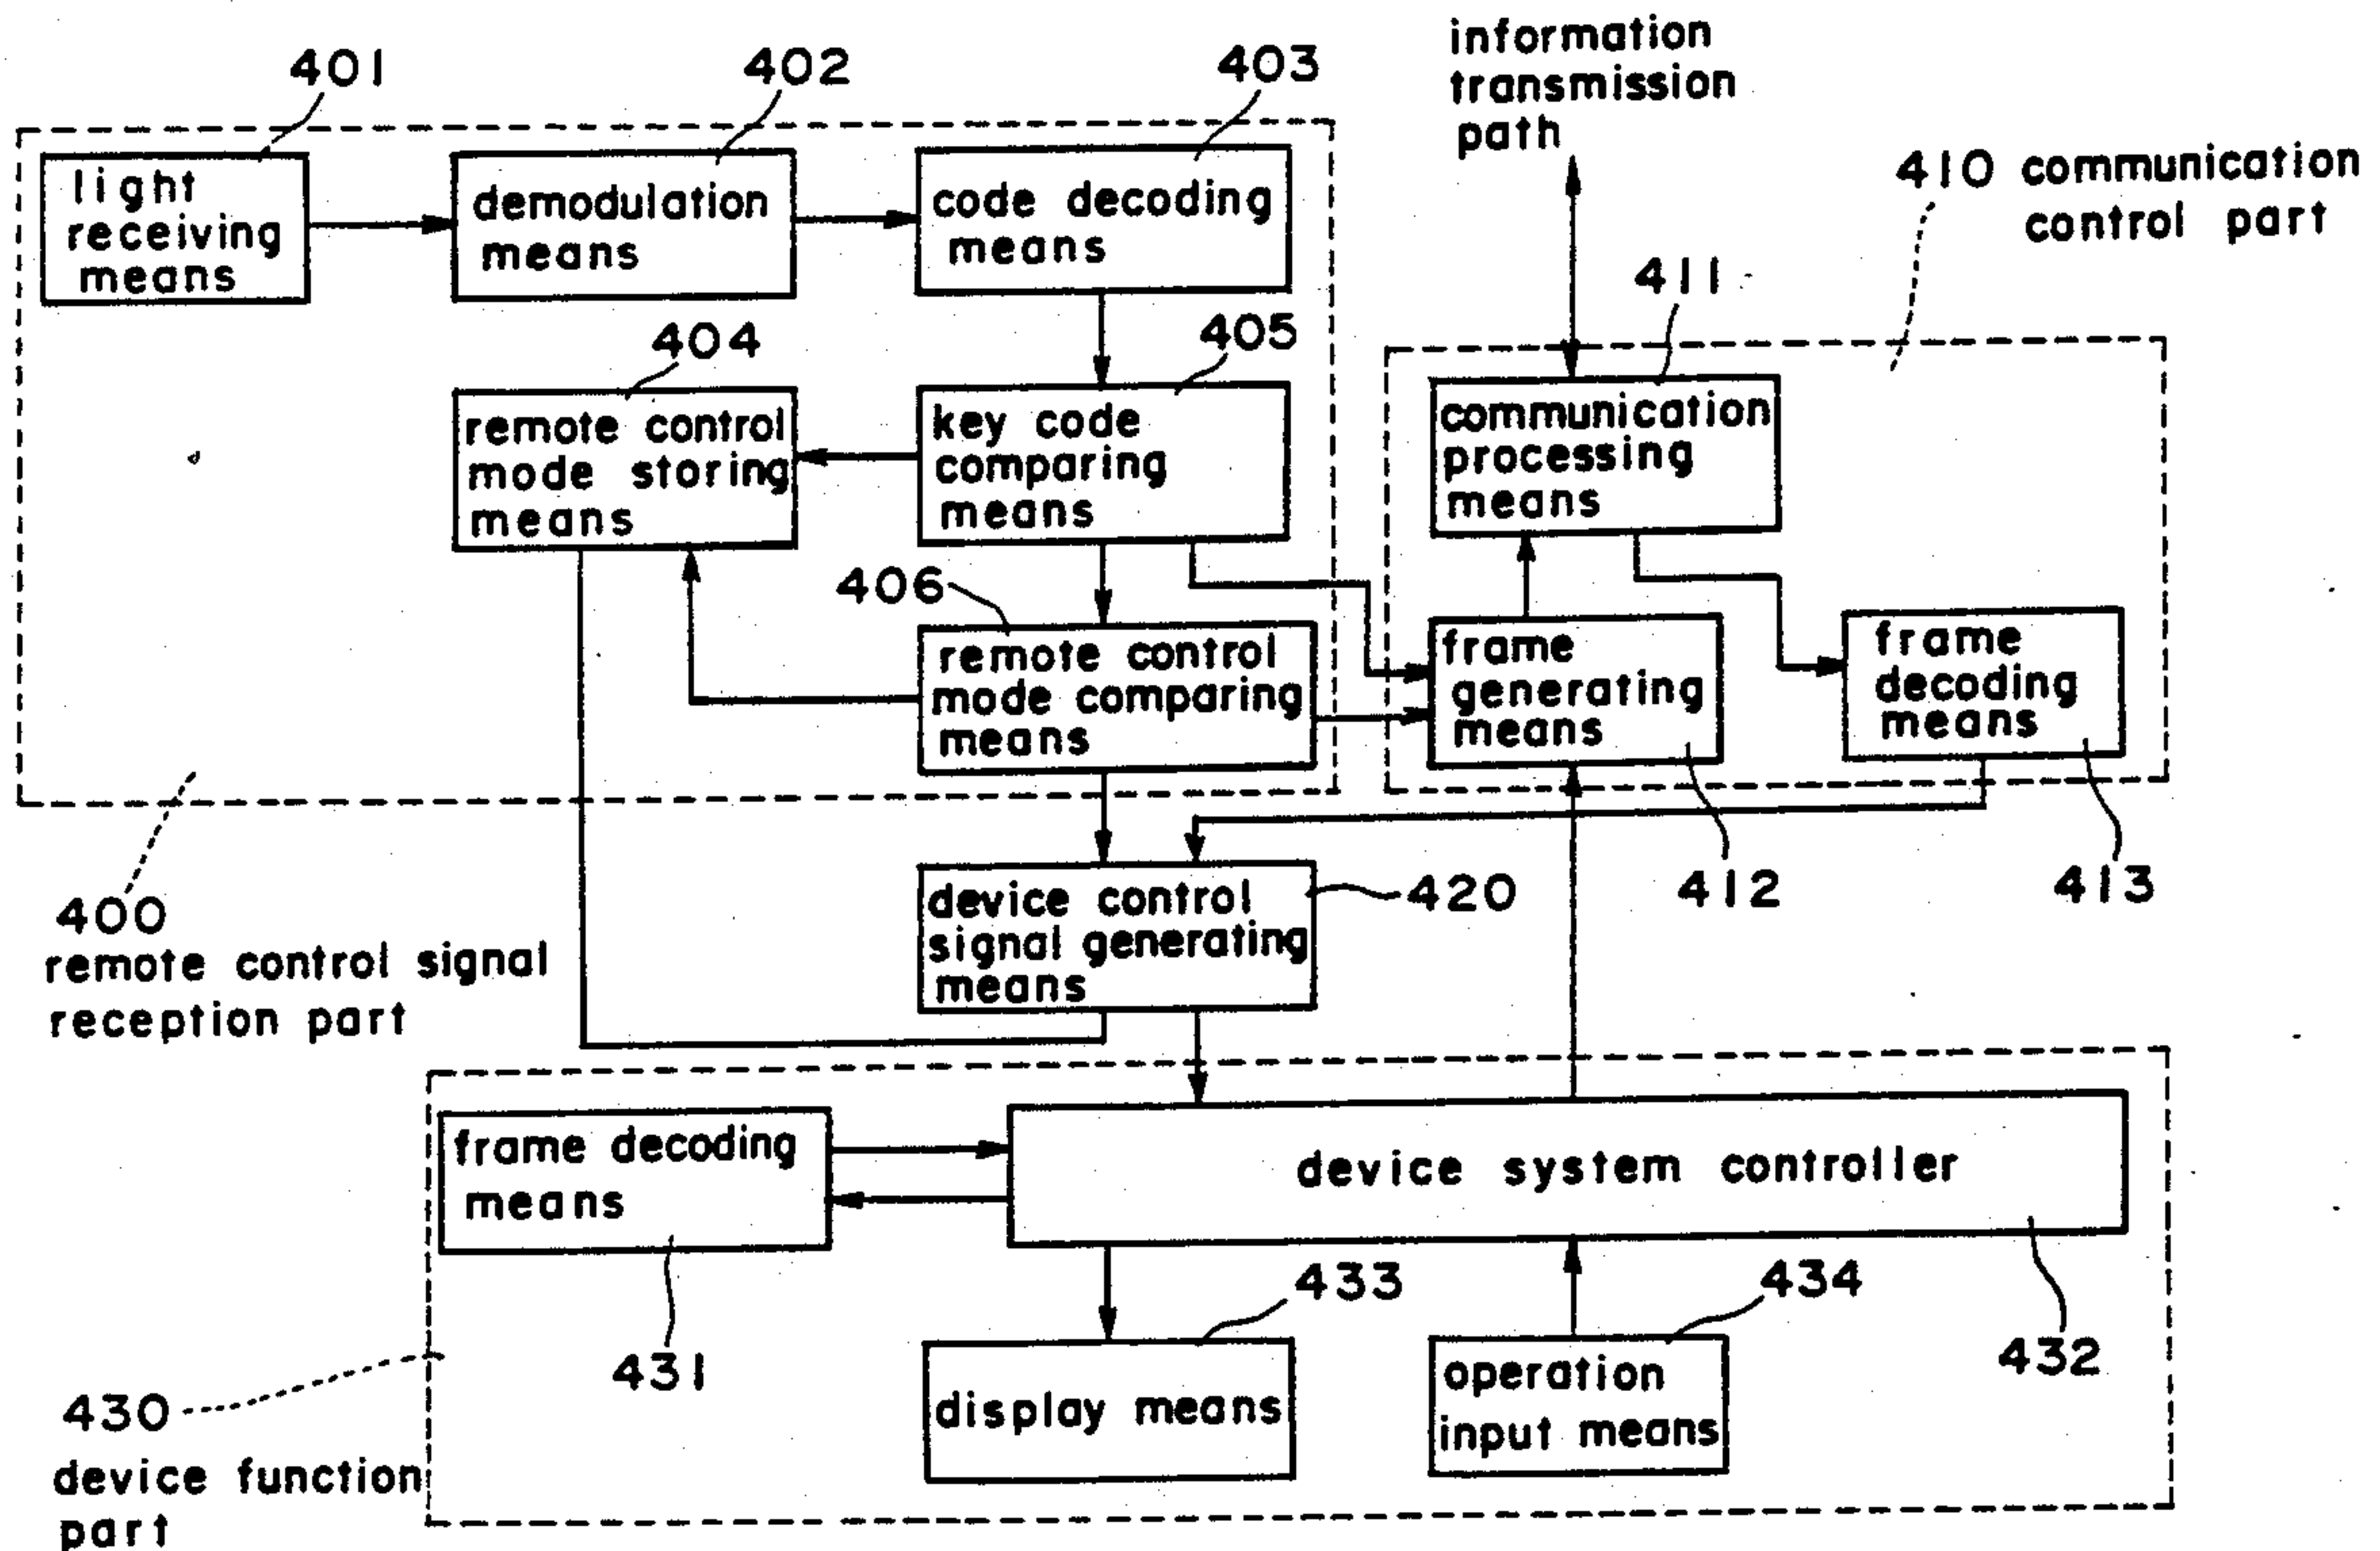 401
402
403
information
transmission
path
410 communication
control part
light
receiving
means
demodulation
means
code decoding
means
411
404
405
remote control
mode storing
means
key code
comparing
means
communication
processing
means
406
remote control
mode comparing
means
frame
generating
means
frame
decoding
means
400
remote control signal
reception part
device control
signal generating
means
420
412
413
frame decoding
means
device system controller
431
433
434
432
430
device function
part
display means
operation
input means